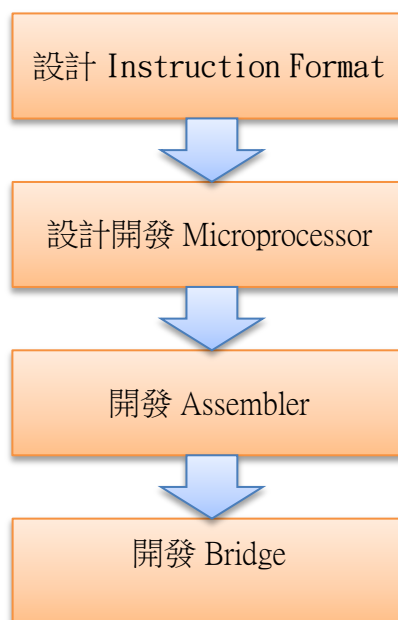 設計 Instruction Format
設計開發 Microprocessor
開發 Assembler
開發 Bridge